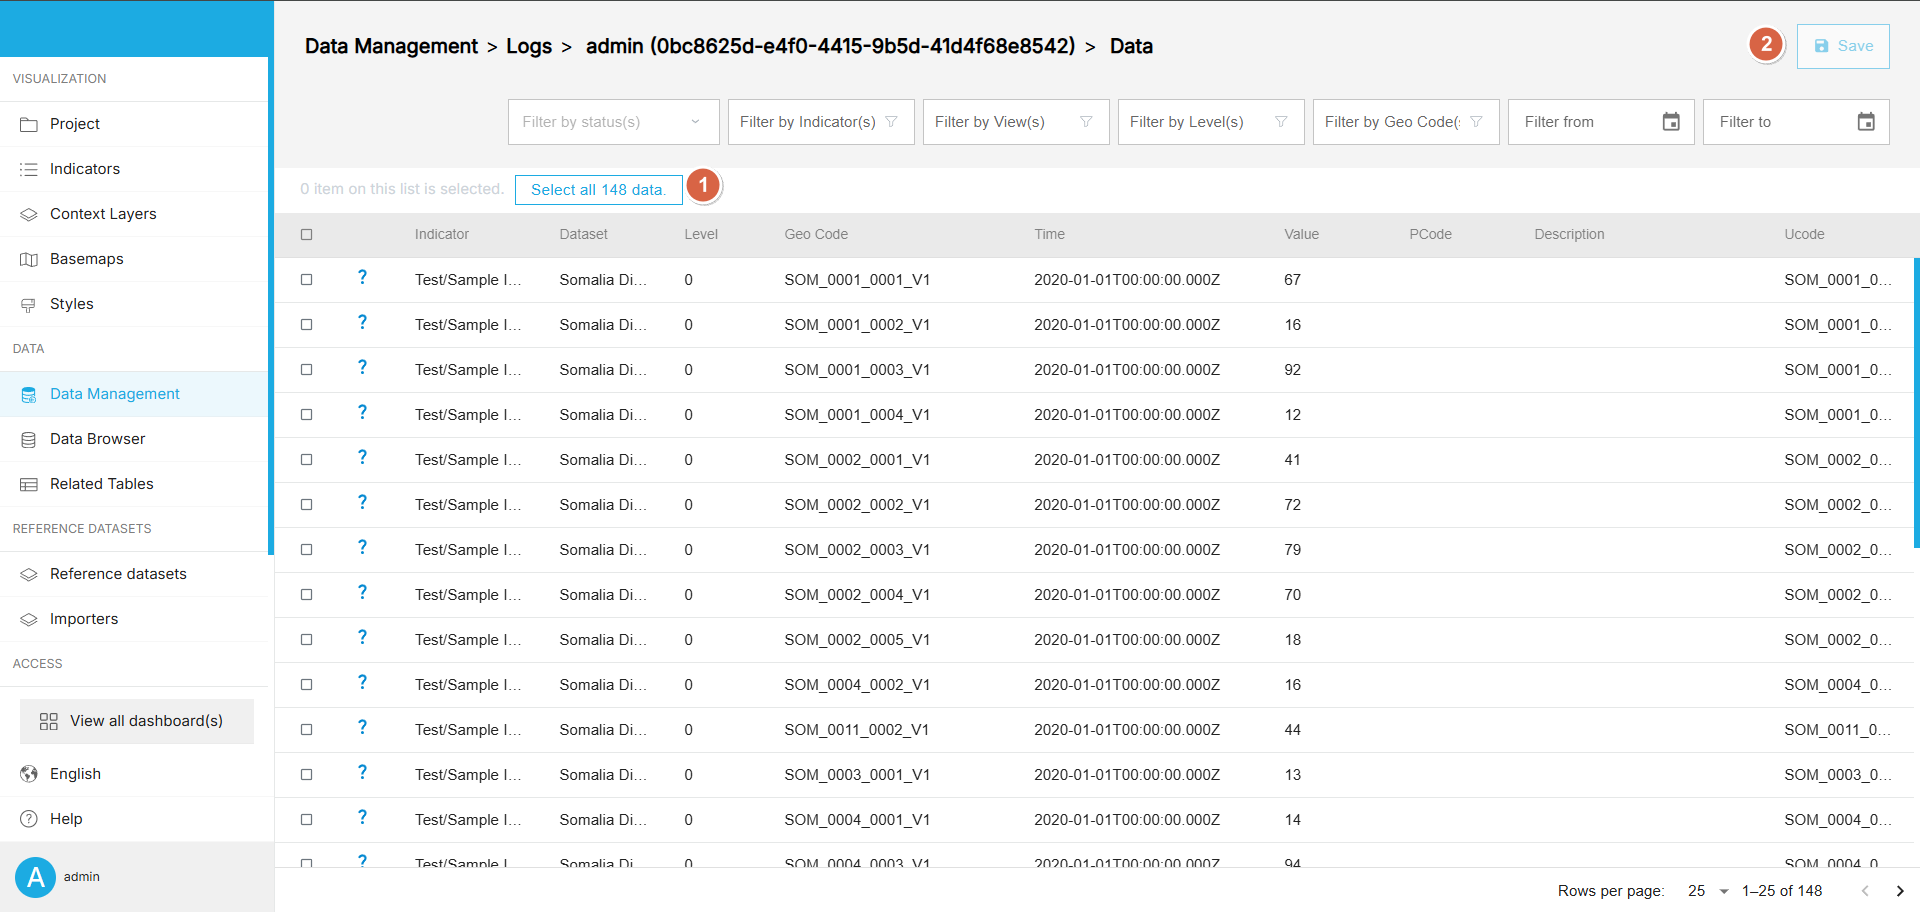 Data Management > Logs > admin (0bc8625d-e4f0-4415-9b5d-41d4f68e8542) > Data
2
Save
VISUALIZATION
Project
Indicators
Context Layers
Basemaps
Styles
DATA
Data Management
Data Browser
Related Tables
REFERENCE DATASETS
Reference datasets
Importers
ACCESS
View all dashboard(s)
English
Help
A admin
Filter by status(s) Filter by Indicator(s) Filter by View(s) Filter by Level(s) Filter by Geo Code( Filter from Filter to
0 item on this list is selected. Select all 148 data. 1
Indicator Dataset Level Geo Code Time Value PCode Description Ucode
? Test/Sample I... Somalia Di... 0 SOM_0001_0001_V1 2020-01-01T00:00:00.000Z 67 SOM_0001_0...
? Test/Sample I... Somalia Di... 0 SOM_0001_0002_V1 2020-01-01T00:00:00.000Z 16 SOM_0001_0...
? Test/Sample I... Somalia Di... 0 SOM_0001_0003_V1 2020-01-01T00:00:00.000Z 92 SOM_0001_0...
? Test/Sample I... Somalia Di... 0 SOM_0001_0004_V1 2020-01-01T00:00:00.000Z 12 SOM_0001_0...
? Test/Sample I... Somalia Di... 0 SOM_0002_0001_V1 2020-01-01T00:00:00.000Z 41 SOM_0002_0...
? Test/Sample I... Somalia Di... 0 SOM_0002_0002_V1 2020-01-01T00:00:00.000Z 72 SOM_0002_0...
? Test/Sample I... Somalia Di... 0 SOM_0002_0003_V1 2020-01-01T00:00:00.000Z 79 SOM_0002_0...
? Test/Sample I... Somalia Di... 0 SOM_0002_0004_V1 2020-01-01T00:00:00.000Z 70 SOM_0002_0...
? Test/Sample I... Somalia Di... 0 SOM_0002_0005_V1 2020-01-01T00:00:00.000Z 18 SOM_0002_0...
? Test/Sample I... Somalia Di... 0 SOM_0004_0002_V1 2020-01-01T00:00:00.000Z 16 SOM_0004_0...
? Test/Sample I... Somalia Di... 0 SOM_0011_0002_V1 2020-01-01T00:00:00.000Z 44 SOM_0011_0...
? Test/Sample I... Somalia Di... 0 SOM_0003_0001_V1 2020-01-01T00:00:00.000Z 13 SOM_0003_0...
? Test/Sample I... Somalia Di... 0 SOM_0004_0001_V1 2020-01-01T00:00:00.000Z 14 SOM_0004_0...
? Test/Sample I... Somalia Di... 0 SOM_0004_0003_V1 2020-01-01T00:00:00.000Z 94 SOM_0004_0...
Rows per page: 25 1–25 of 148